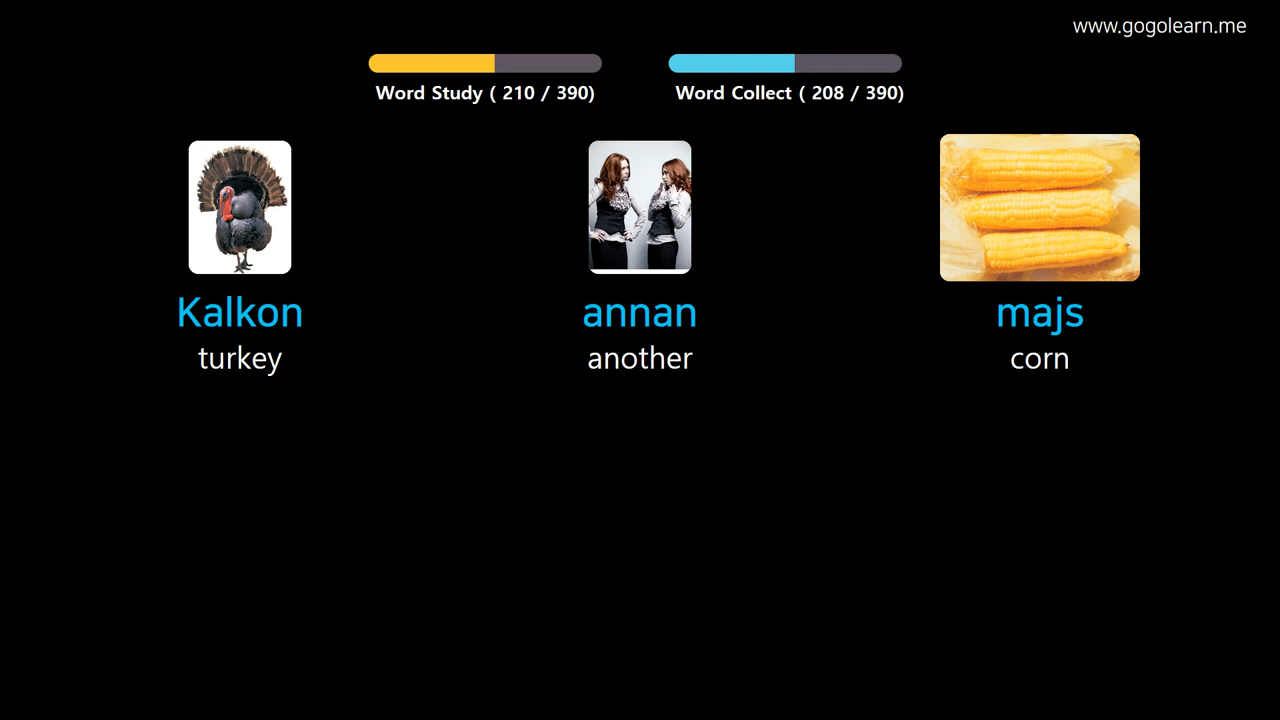 www.gogolearn.me
Word Study ( 210 / 390)
Word Collect ( 208 / 390)
Kalkon
turkey
annan
another
majs
corn